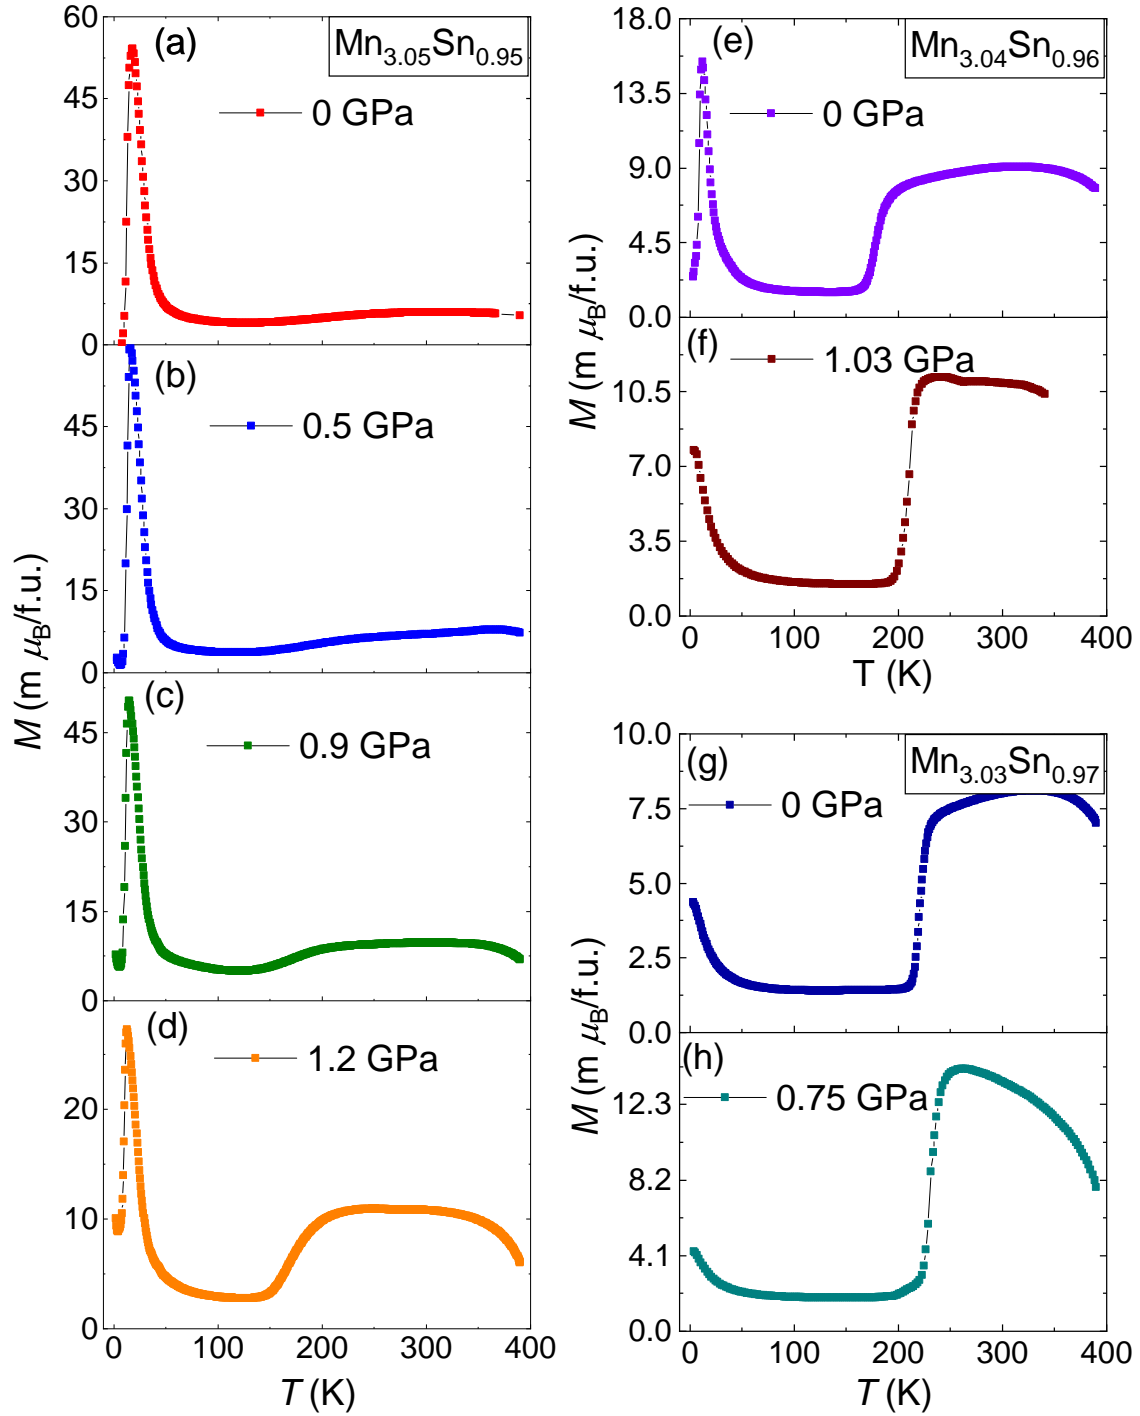 (a)
Mn3.05Sn0.95
0 GPa
60
45
30
15
0
(b)
0.5 GPa
45
30
15
0
M (m μB/f.u.)
(c)
0.9 GPa
45
30
15
0
(d)
1.2 GPa
20
10
0
0 100 200 300 400
T (K)
(e)
Mn3.04Sn0.96
0 GPa
18.0
13.5
9.0
4.5
0.0
M (m μB/f.u.)
(f)
1.03 GPa
10.5
7.0
3.5
0.0
0 100 200 300 400
T (K)
(g)
Mn3.03Sn0.97
0 GPa
10.0
7.5
5.0
2.5
0.0
M (m μB/f.u.)
(h)
0.75 GPa
12.3
8.2
4.1
0.0
0 100 200 300 400
T (K)